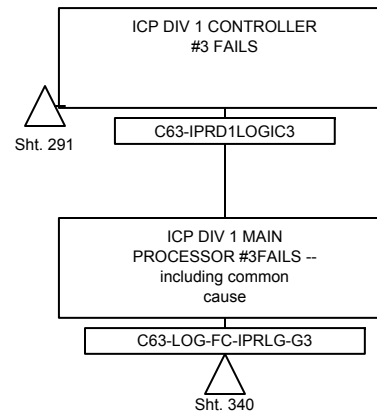 ICP DIV 1 CONTROLLER
#3 FAILS
Sht. 291
C63-IPRD1LOGIC3
ICP DIV 1 MAIN
PROCESSOR #3FAILS --
including common
cause
C63-LOG-FC-IPRLG-G3
Sht. 340